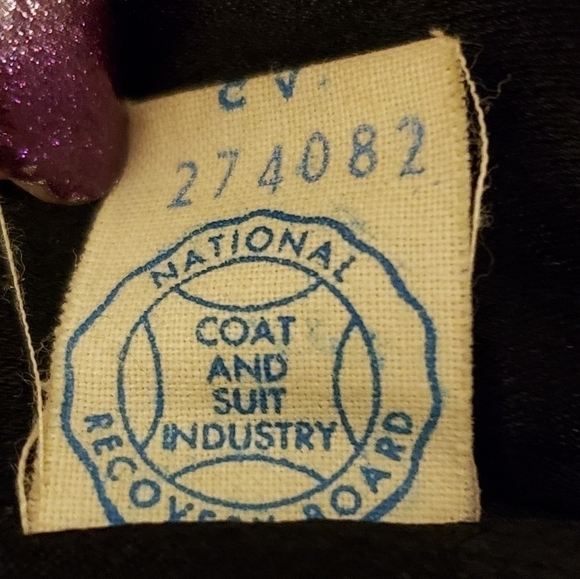 C V.
274082
NATIONAL
COAT
AND
SUIT
INDUSTRY
RECOVERY BOARD